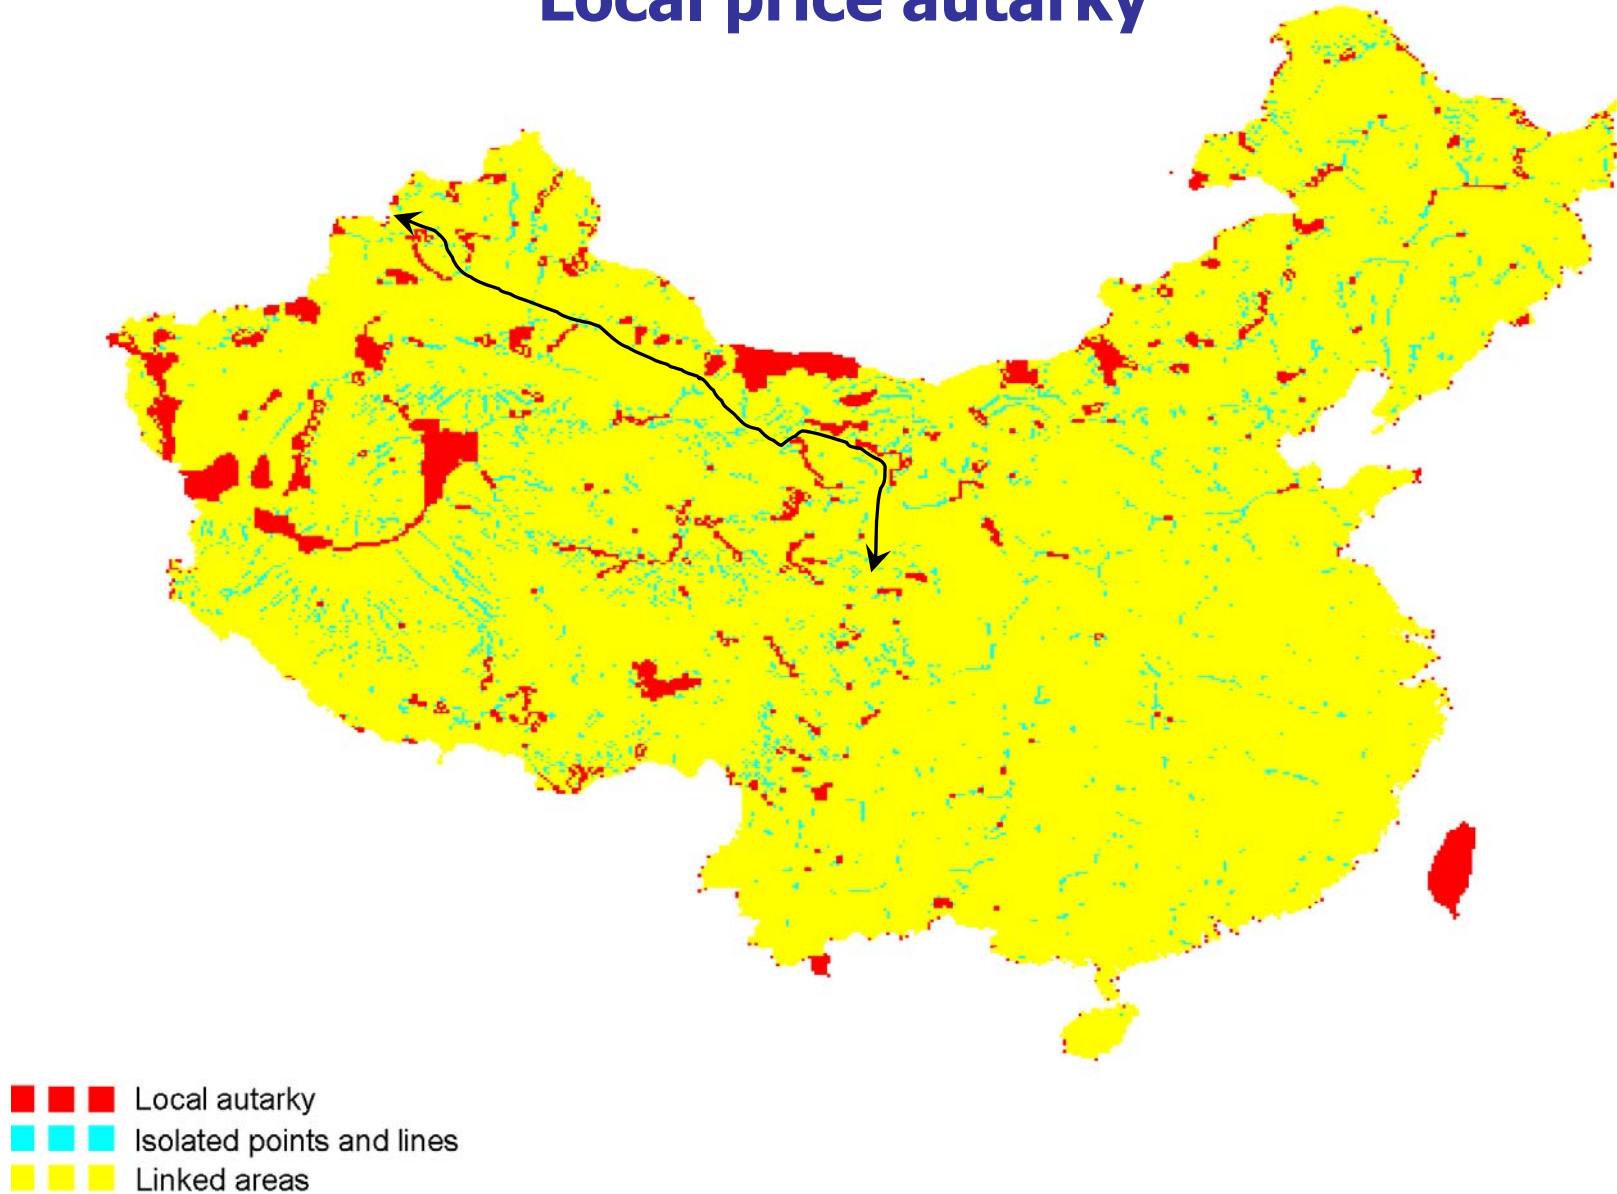 Local price autarky
Local autarky
Isolated points and lines
Linked areas